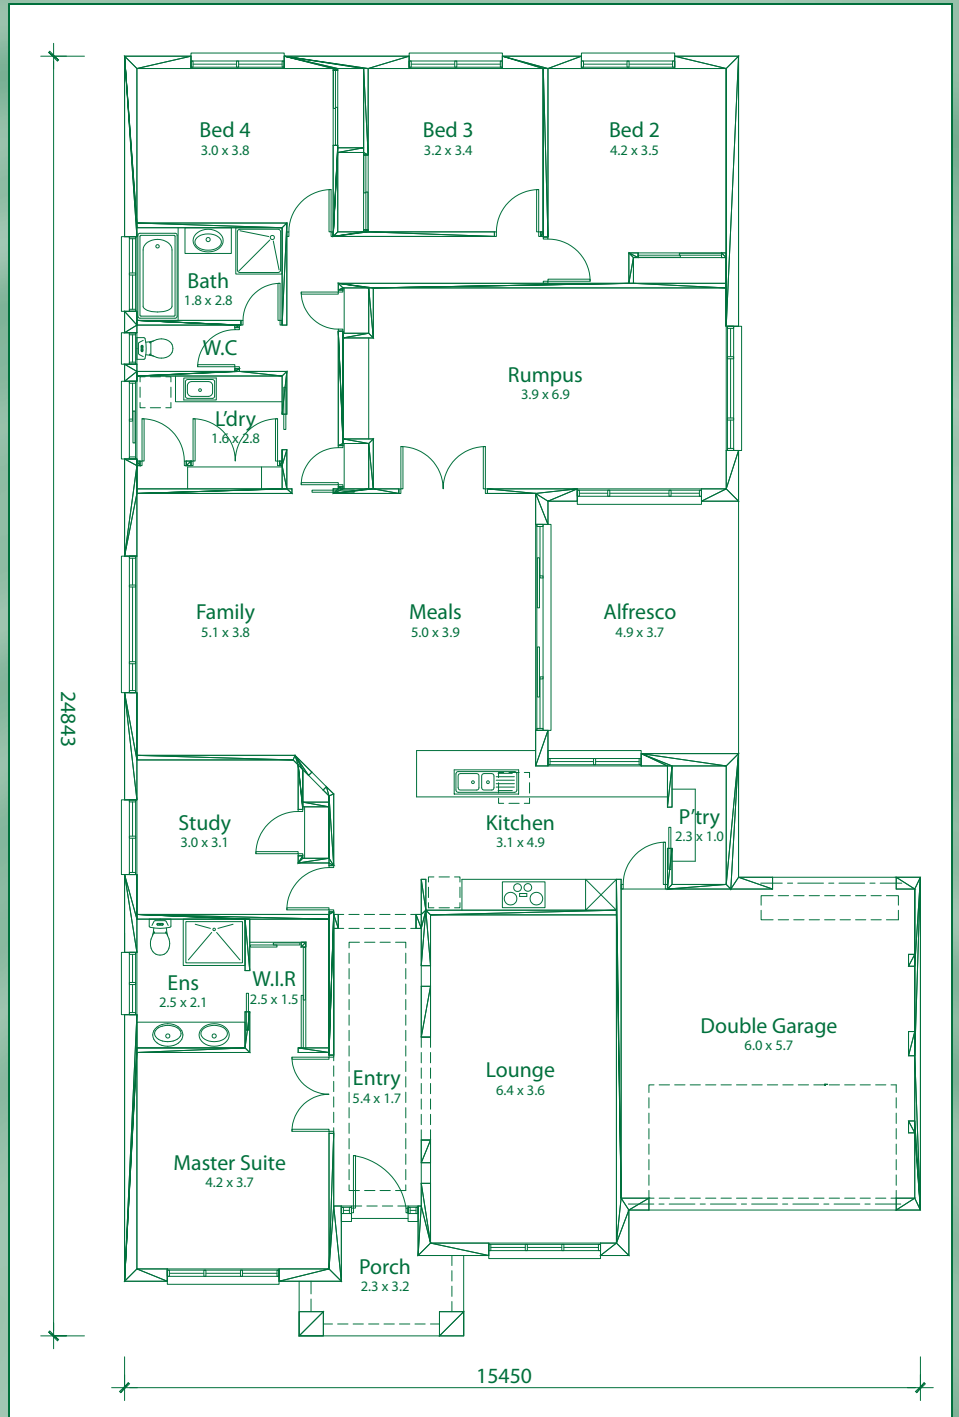 Bed 4
3.0 x 3.8
Bed 3
3.2 x 3.4
Bed 2
4.2 x 3.5
Bath
1.8 x 2.8
W.C
Rumpus
3.9 x 6.9
L'dry
1.6 x 2.8
Family
5.1 x 3.8
Meals
5.0 x 3.9
Alfresco
4.9 x 3.7
24843
Study
3.0 x 3.1
Kitchen
3.1 x 4.9
P'try
2.3 x 1.0
Ens
2.5 x 2.1
W.I.R
2.5 x 1.5
Double Garage
6.0 x 5.7
Entry
5.4 x 1.7
Lounge
6.4 x 3.6
Master Suite
4.2 x 3.7
Porch
2.3 x 3.2
15450